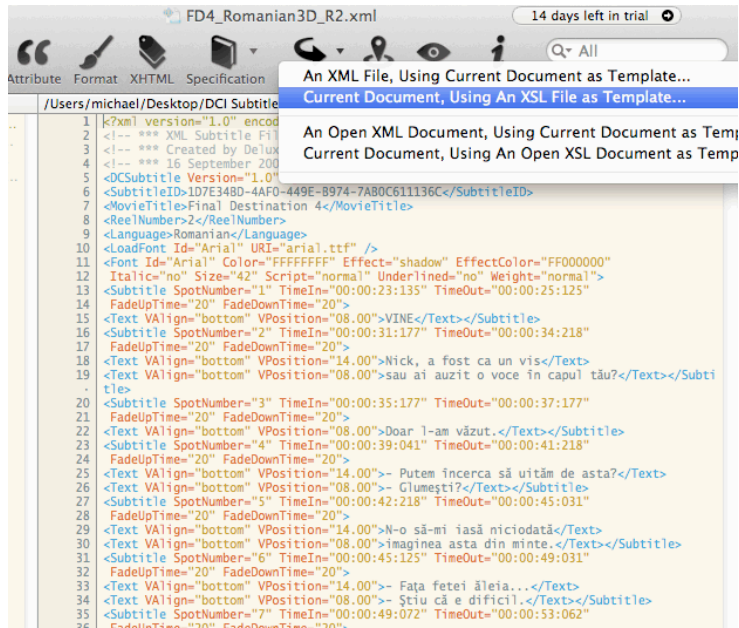 FD4_Romanian3D_R2.xml
14 days left in trial
All
Attribute Format XHTML Specification
An XML File, Using Current Document as Template...
Current Document, Using An XSL File as Template...
An Open XML Document, Using Current Document as Temp
Current Document, Using An Open XSL Document as Temp
/Users/michael/Desktop/DCI Subtitle
1 <?xml version="1.0" encod
2 <!-- *** XML Subtitle Fil
3 <!-- *** Created by Delux
4 <!-- *** 16 September 200
5 <DCSubtitle Version="1.0"
6 <SubtitleID>1D7E348D-4AF0-449E-8974-7AB0C611136C</SubtitleID>
7 <MovieTitle>Final Destination 4</MovieTitle>
8 <ReelNumber>2</ReelNumber>
9 <Language>Romanian</Language>
10 <LoadFont Id="Arial" URI="arial.ttf" />
11 <Font Id="Arial" Color="FFFFFFFF" Effect="shadow" EffectColor="FF000000"
12 Italic="no" Size="42" Script="normal" Underlined="no" Weight="normal">
13 <Subtitle SpotNumber="1" TimeIn="00:00:23:135" TimeOut="00:00:25:125"
14 FadeUpTime="20" FadeDownTime="20">
15 <Text VAlign="bottom" VPosition="08.00">VINE</Text></Subtitle>
16 <Subtitle SpotNumber="2" TimeIn="00:00:31:177" TimeOut="00:00:34:218"
17 FadeUpTime="20" FadeDownTime="20">
18 <Text VAlign="bottom" VPosition="14.00">Nick, a fost ca un vis</Text>
19 <Text VAlign="bottom" VPosition="08.00">sau ai auzit o voce în capul tău?</Text></Subti
tle>
20 <Subtitle SpotNumber="3" TimeIn="00:00:35:177" TimeOut="00:00:37:177"
21 FadeUpTime="20" FadeDownTime="20">
22 <Text VAlign="bottom" VPosition="08.00">Doar l-am văzut.</Text></Subtitle>
23 <Subtitle SpotNumber="4" TimeIn="00:00:39:041" TimeOut="00:00:41:218"
24 FadeUpTime="20" FadeDownTime="20">
25 <Text VAlign="bottom" VPosition="14.00">- Putem încerca să uităm de asta?</Text>
26 <Text VAlign="bottom" VPosition="08.00">- Glumeşti?</Text></Subtitle>
27 <Subtitle SpotNumber="5" TimeIn="00:00:42:218" TimeOut="00:00:45:031"
28 FadeUpTime="20" FadeDownTime="20">
29 <Text VAlign="bottom" VPosition="14.00">N-o să-mi iasă niciodată</Text>
30 <Text VAlign="bottom" VPosition="08.00">imaginea asta din minte.</Text></Subtitle>
31 <Subtitle SpotNumber="6" TimeIn="00:00:45:125" TimeOut="00:00:49:031"
32 FadeUpTime="20" FadeDownTime="20">
33 <Text VAlign="bottom" VPosition="14.00">- Faţa fetei ăleia...</Text>
34 <Text VAlign="bottom" VPosition="08.00">- Ştiu că e dificil.</Text></Subtitle>
35 <Subtitle SpotNumber="7" TimeIn="00:00:49:072" TimeOut="00:00:53:062"
36 FadeUpTime="20" FadeDownTime="20">